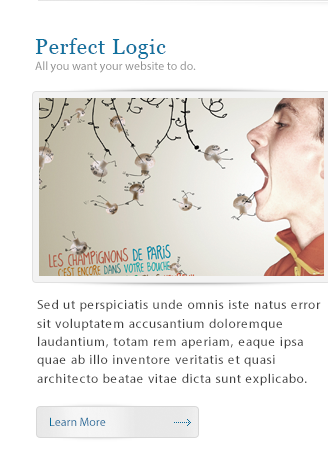 Perfect Logic
All you want your website to do.
LES CHAMPIGNONS DE PARIS
C'EST ENCORE DANS VOTRE BOUCHE
Sed ut perspiciatis unde omnis iste natus error
sit voluptatem accusantium doloremque
laudantium, totam rem aperiam, eaque ipsa
quae ab illo inventore veritatis et quasi
architecto beatae vitae dicta sunt explicabo.
Learn More